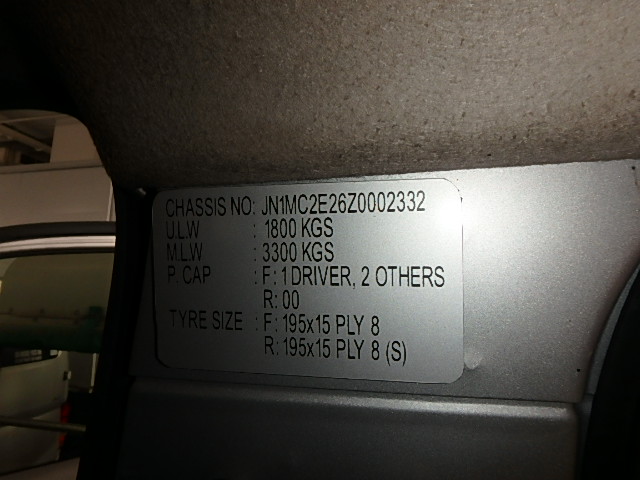 CHASSIS NO: JN1MC2E26Z0002332
U.L.W : 1800 KGS
M.L.W : 3300 KGS
P. CAP : F: 1 DRIVER, 2 OTHERS
R: 00
TYRE SIZE : F: 195x15 PLY 8
R: 195x15 PLY 8 (S)